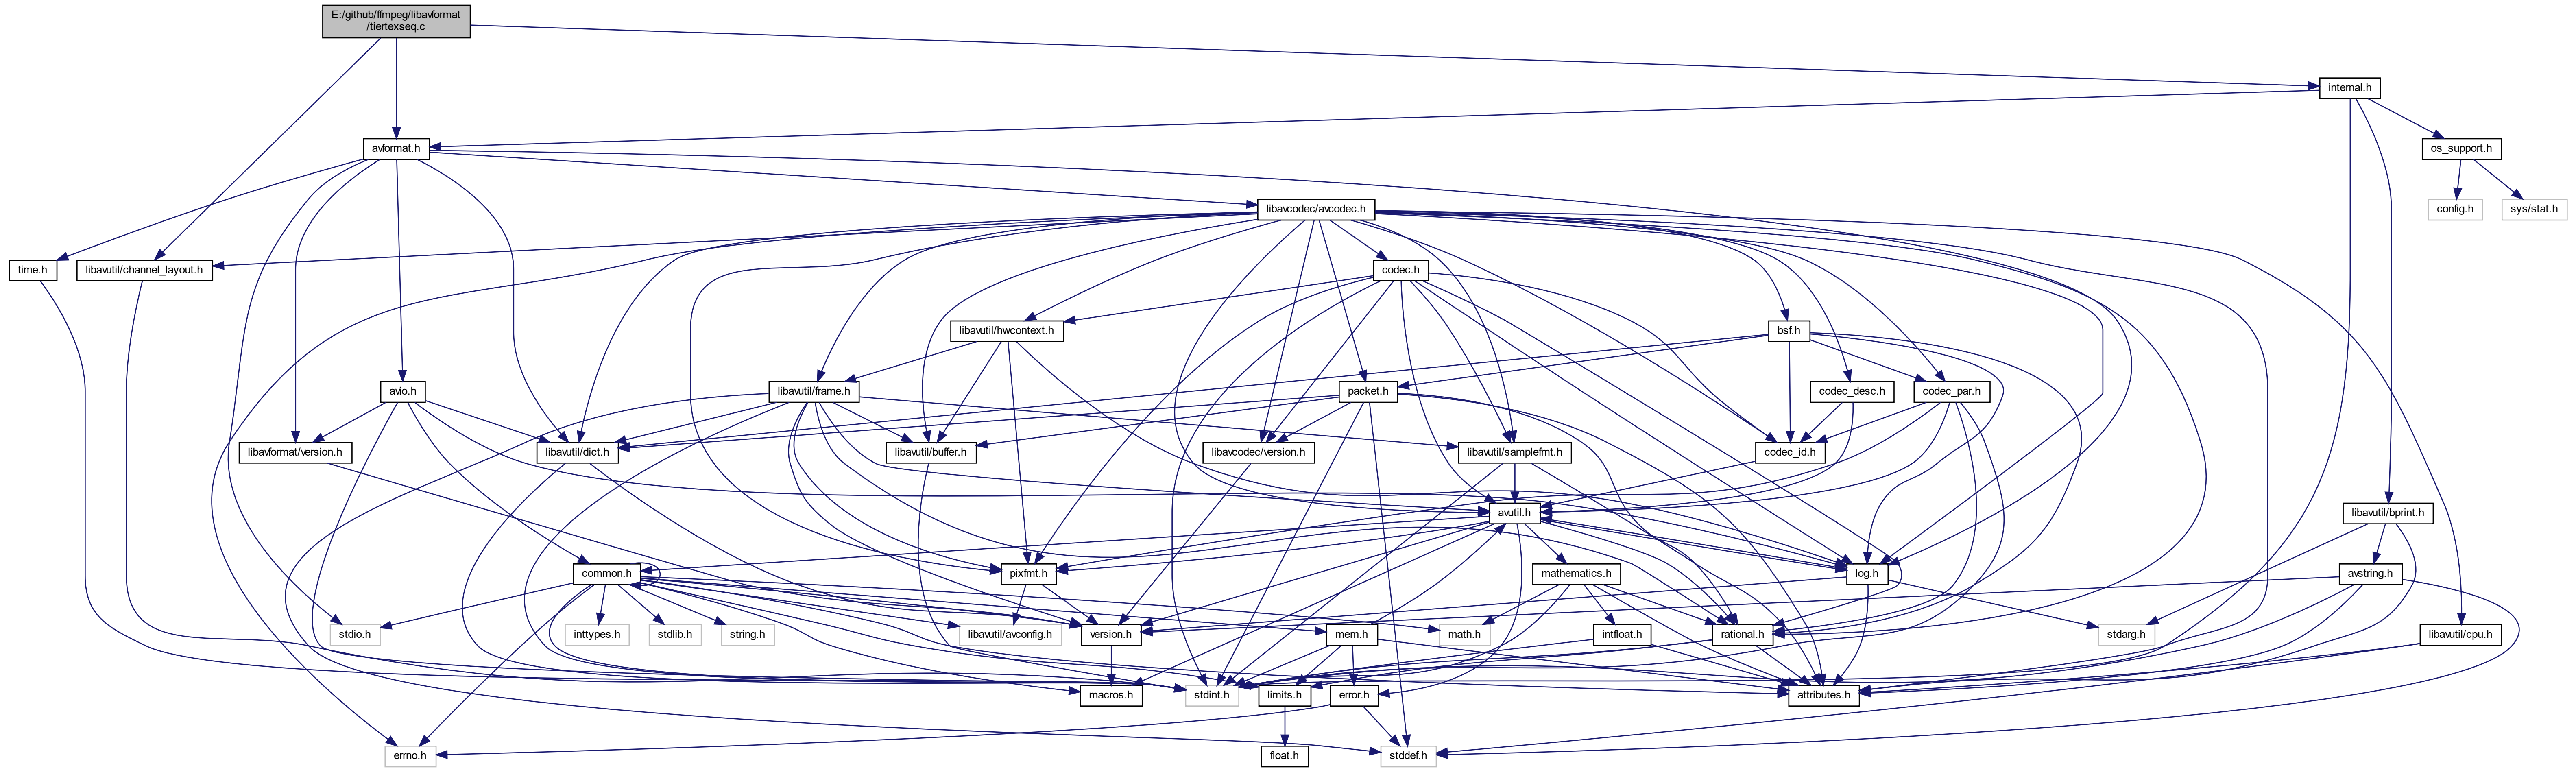 E:/github/ffmpeg/libavformat
/tiertexseq.c
internal.h
avformat.h
os_support.h
libavcodec/avcodec.h
config.h
sys/stat.h
time.h
libavutil/channel_layout.h
codec.h
libavutil/hwcontext.h
bsf.h
avio.h
libavutil/frame.h
packet.h
codec_desc.h
codec_par.h
libavformat/version.h
libavutil/dict.h
libavutil/buffer.h
libavcodec/version.h
libavutil/samplefmt.h
codec_id.h
avutil.h
libavutil/bprint.h
common.h
pixfmt.h
mathematics.h
log.h
avstring.h
stdio.h
inttypes.h
stdlib.h
string.h
libavutil/avconfig.h
version.h
mem.h
math.h
intfloat.h
rational.h
stdarg.h
libavutil/cpu.h
macros.h
stdint.h
limits.h
error.h
attributes.h
errno.h
float.h
stddef.h